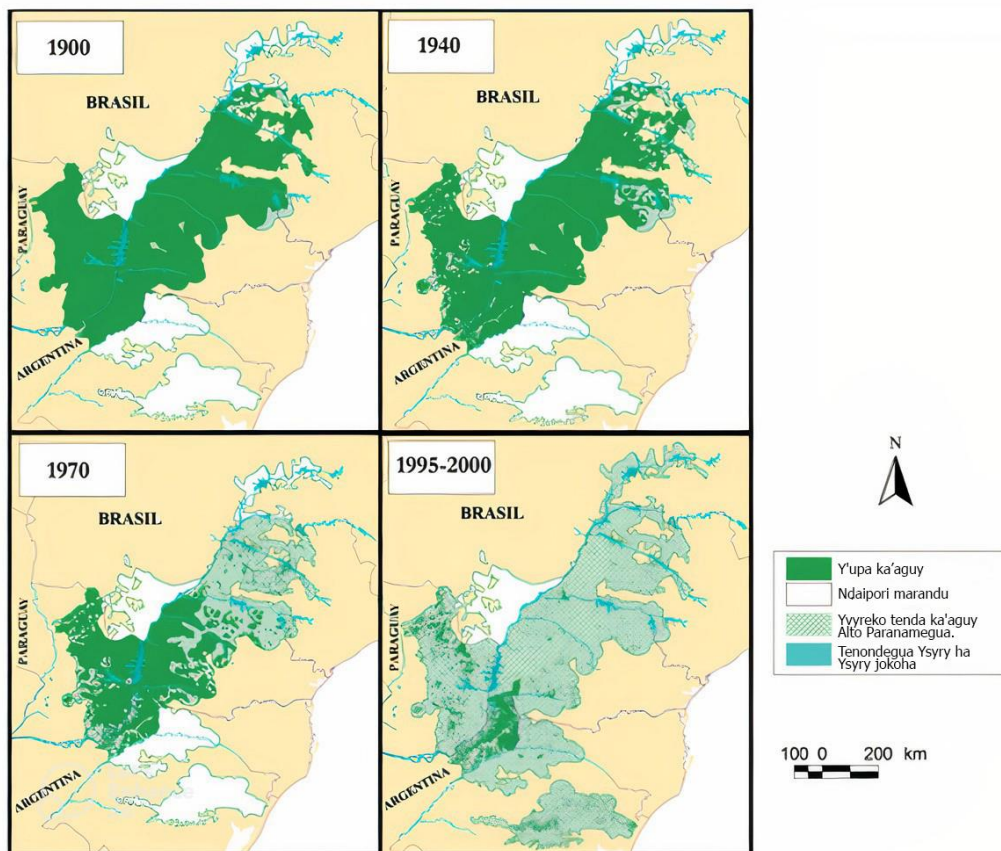 1900
BRASIL
PARAGUAY
ARGENTINA
1940
BRASIL
PARAGUAY
ARGENTINA
1970
BRASIL
PARAGUAY
ARGENTINA
1995-2000
BRASIL
PARAGUAY
ARGENTINA
N
Y'upa ka'aguy
Ndaipori marandu
Yvyreko tenda ka'aguy
Alto Paranamegua.
Tenondegua Ysyry ha
Ysyry jokoha
100 0 200 km